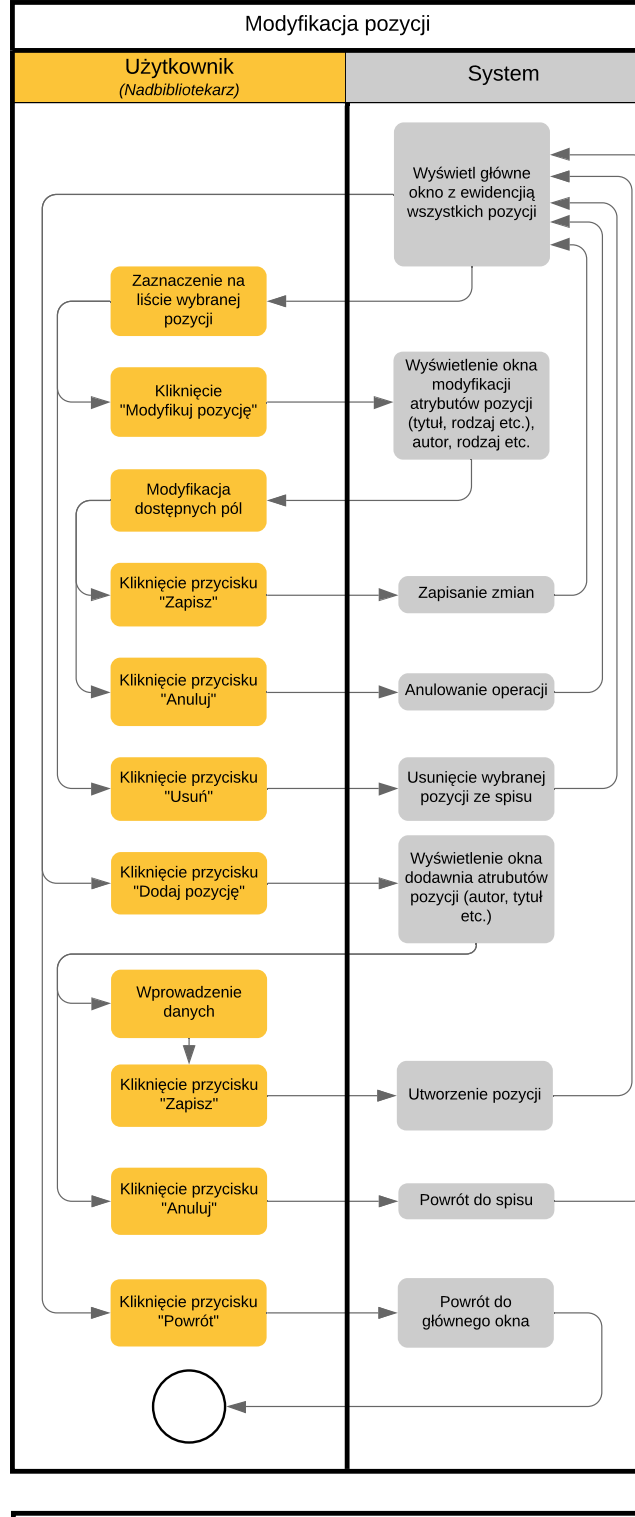 Modyfikacja pozycji
Użytkownik
(Nadbibliotekarz)
System
Wyświetl główne
okno z ewidencjią
wszystkich pozycji
Zaznaczenie na
liście wybranej
pozycji
Kliknięcie
"Modyfikuj pozycję"
Wyświetlenie okna
modyfikacji
atrybutów pozycji
(tytuł, rodzaj etc.),
autor, rodzaj etc.
Modyfikacja
dostępnych pól
Kliknięcie przycisku
"Zapisz"
Zapisanie zmian
Kliknięcie przycisku
"Anuluj"
Anulowanie operacji
Kliknięcie przycisku
"Usuń"
Usunięcie wybranej
pozycji ze spisu
Kliknięcie przycisku
"Dodaj pozycję"
Wyświetlenie okna
dodawnia atrubutów
pozycji (autor, tytuł
etc.)
Wprowadzenie
danych
Kliknięcie przycisku
"Zapisz"
Utworzenie pozycji
Kliknięcie przycisku
"Anuluj"
Powrót do spisu
Kliknięcie przycisku
"Powrót"
Powrót do
głównego okna